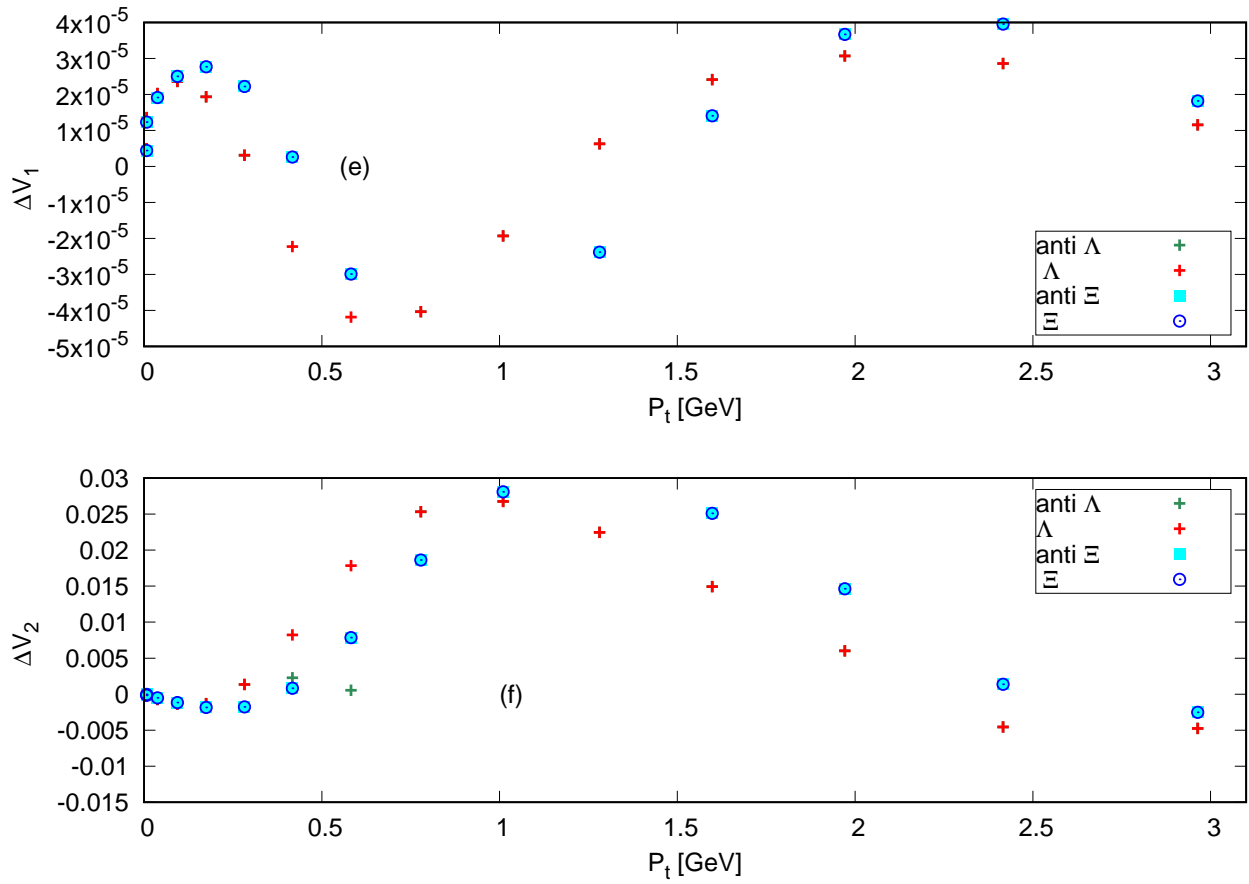 4x10⁻⁵
3x10⁻⁵
2x10⁻⁵
1x10⁻⁵
0
-1x10⁻⁵
-2x10⁻⁵
-3x10⁻⁵
-4x10⁻⁵
-5x10⁻⁵
ΔV₁
(e)
anti Λ
Λ
anti Ξ
Ξ
0 0.5 1 1.5 2 2.5 3
Pₜ [GeV]
0.03
0.025
0.02
0.015
0.01
0.005
0
-0.005
-0.01
-0.015
ΔV₂
(f)
anti Λ
Λ
anti Ξ
Ξ
0 0.5 1 1.5 2 2.5 3
Pₜ [GeV]